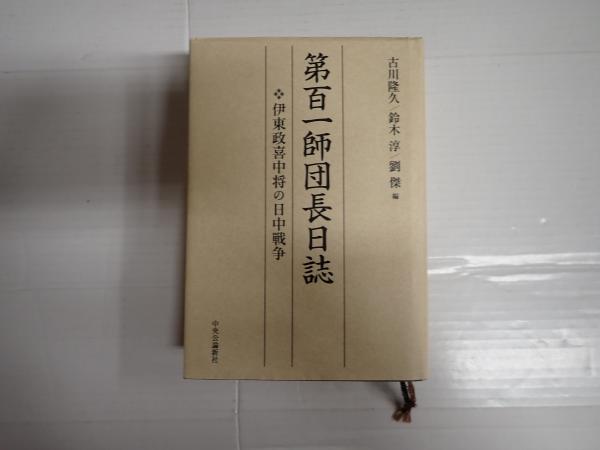 古川隆久/鈴木 淳/劉 傑 編
第百一師団長日誌
❖伊東政喜中将の日中戦争
中央公論新社